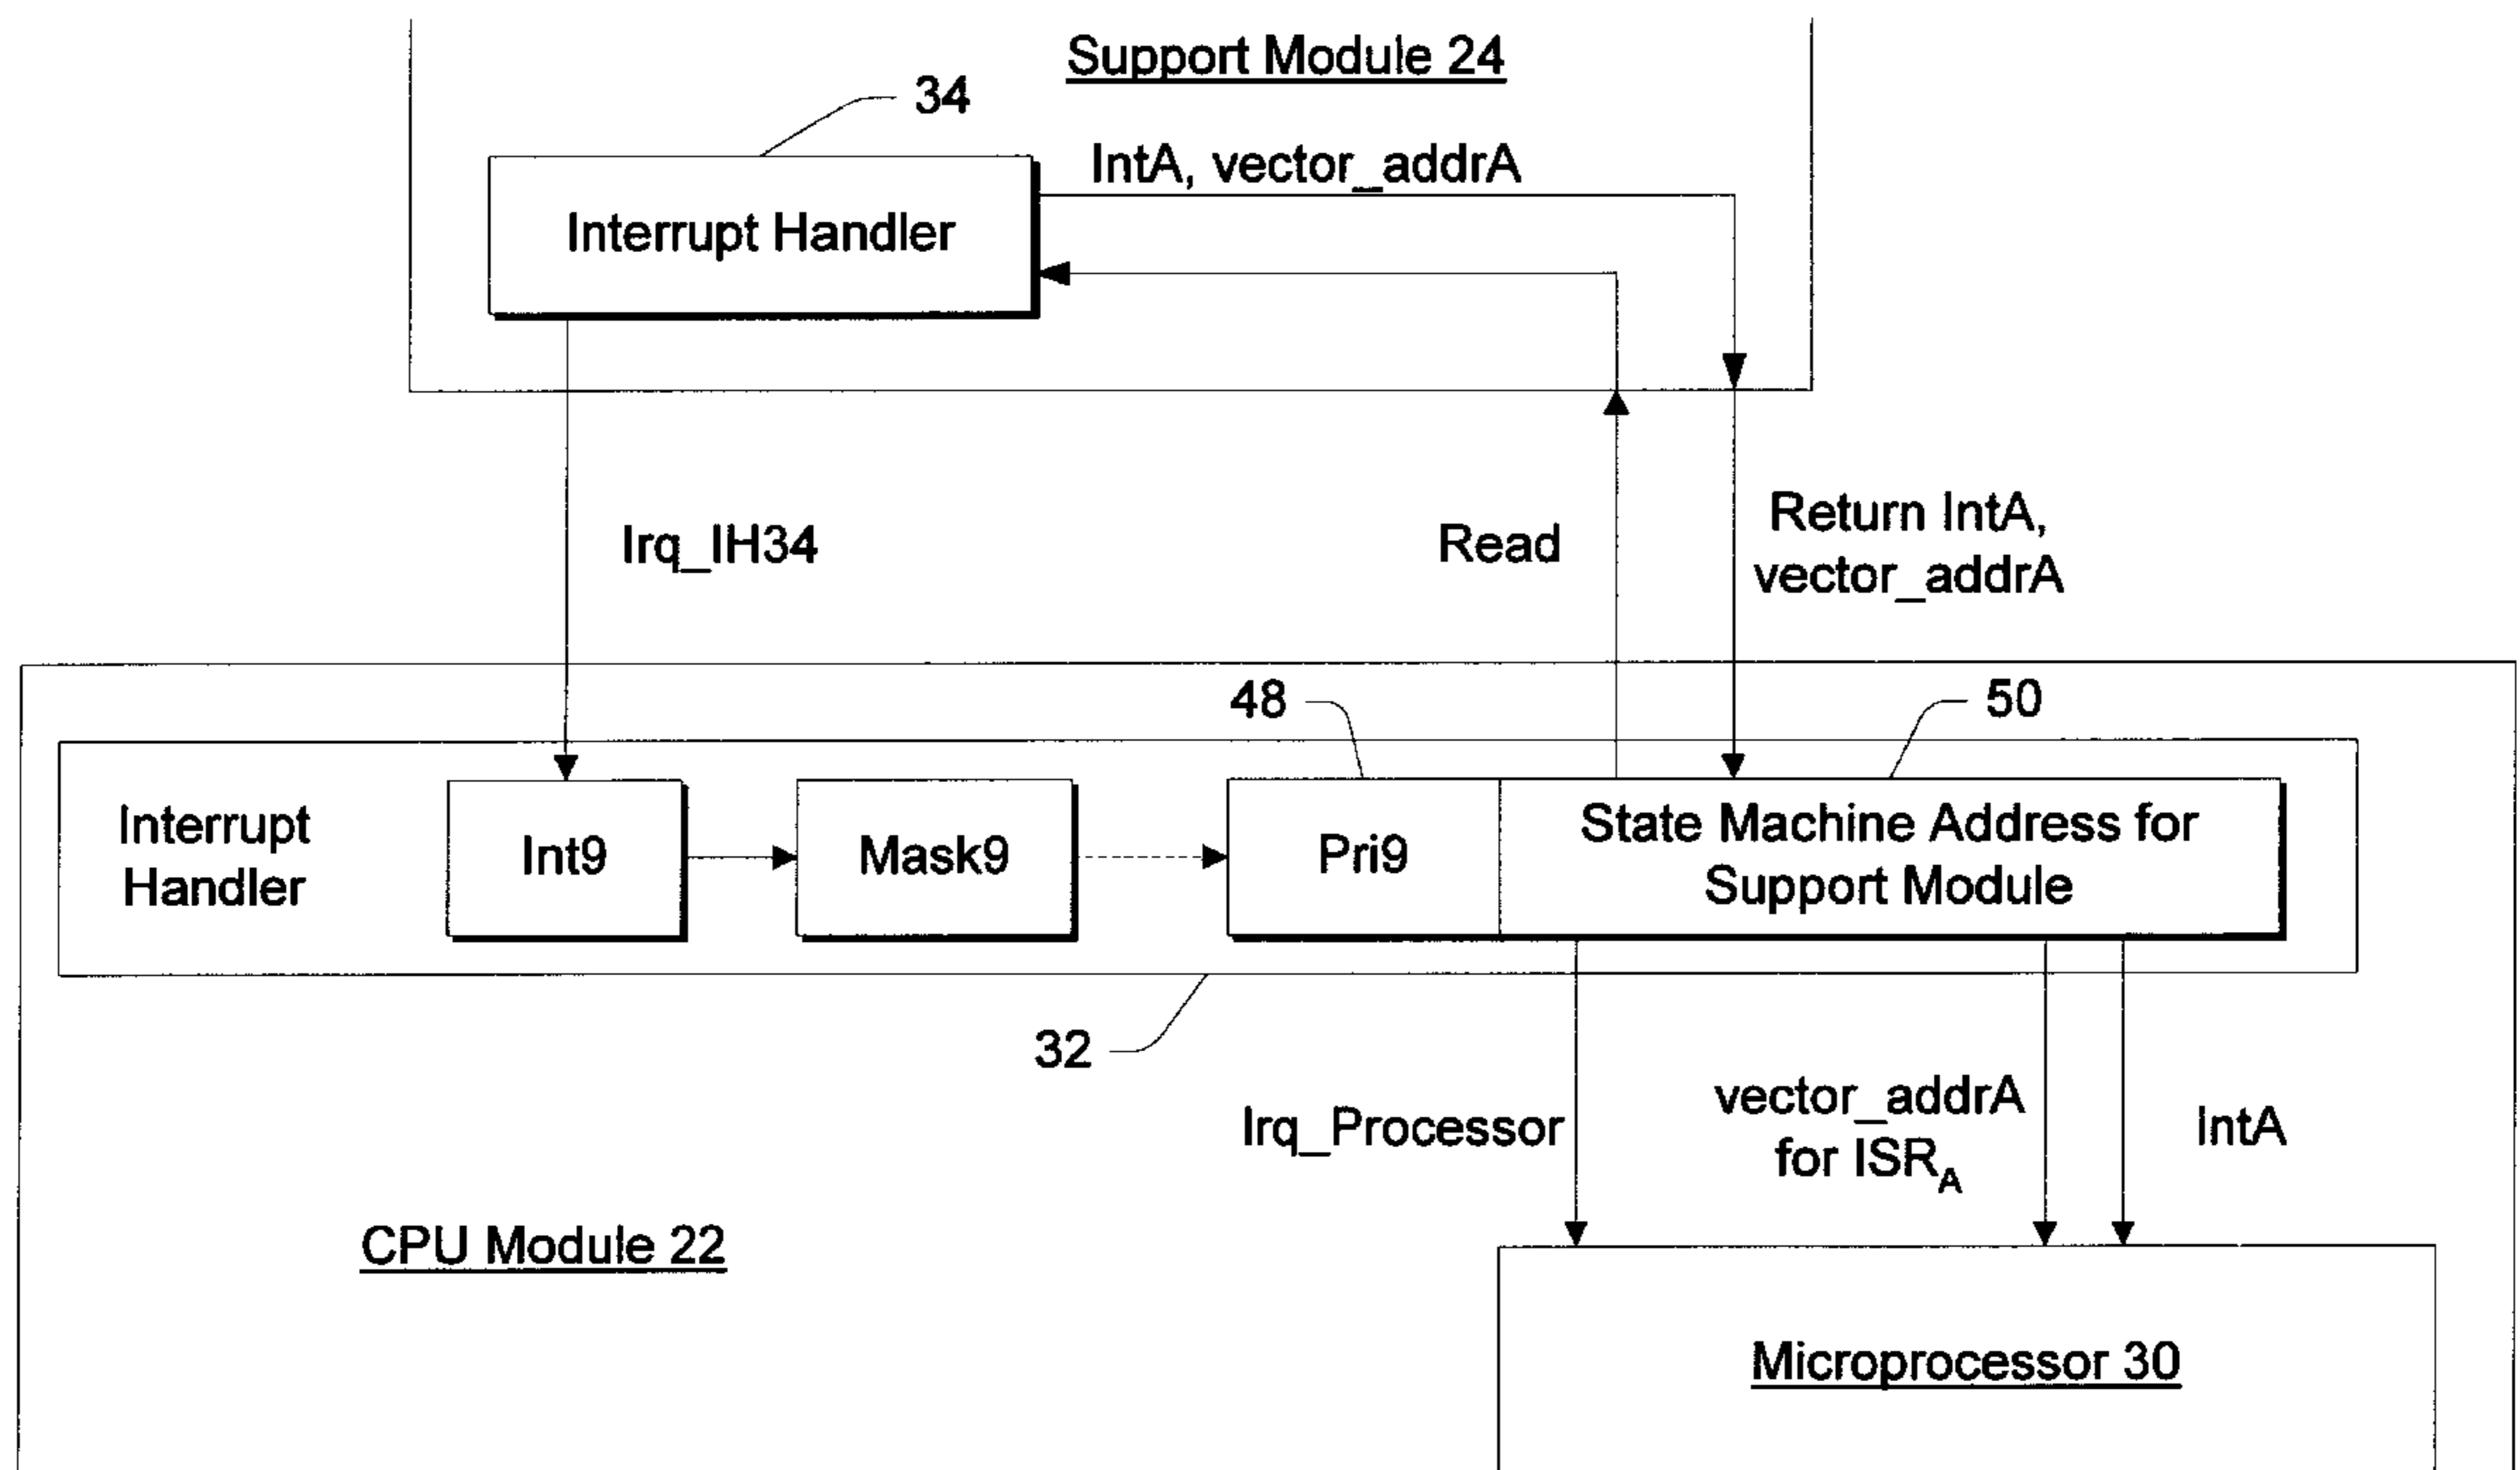 Support Module 24
34
IntA, vector_addrA
Interrupt Handler
Irq_IH34
Read
Return IntA,
vector_addrA
48
50
Interrupt
Handler
Int9
Mask9
Pri9
State Machine Address for
Support Module
32
Irq_Processor
vector_addrA
for ISRA
IntA
CPU Module 22
Microprocessor 30